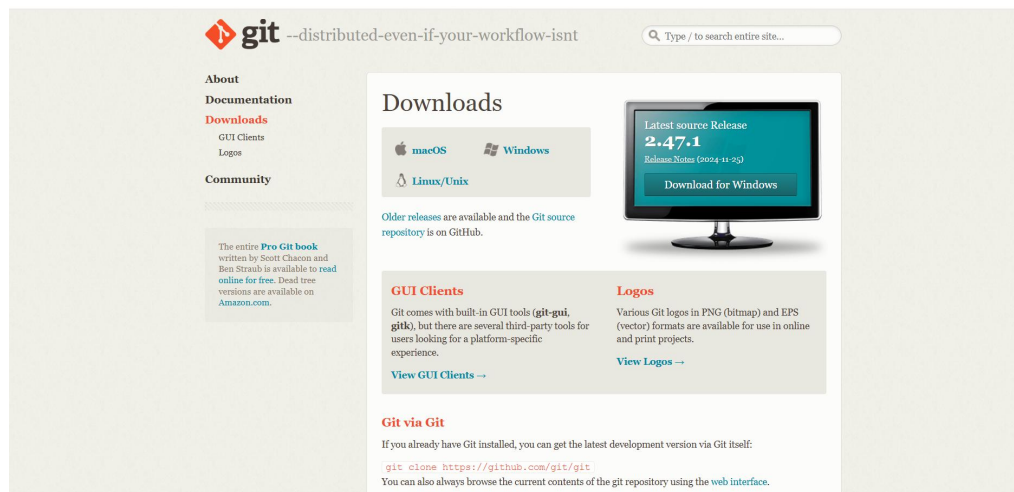 git --distributed-even-if-your-workflow-isnt
Type / to search entire site...
About
Documentation
Downloads
GUI Clients
Logos
Community
The entire Pro Git book
written by Scott Chacon and
Ben Straub is available to read
online for free. Dead tree
versions are available on
Amazon.com.
Downloads
macOS
Windows
Linux/Unix
Older releases are available and the Git source
repository is on GitHub.
Latest source Release
2.47.1
Release Notes (2024-11-25)
Download for Windows
GUI Clients
Git comes with built-in GUI tools (git-gui,
gitk), but there are several third-party tools for
users looking for a platform-specific
experience.
View GUI Clients →
Logos
Various Git logos in PNG (bitmap) and EPS
(vector) formats are available for use in online
and print projects.
View Logos →
Git via Git
If you already have Git installed, you can get the latest development version via Git itself:
git clone https://github.com/git/git
You can also always browse the current contents of the git repository using the web interface.